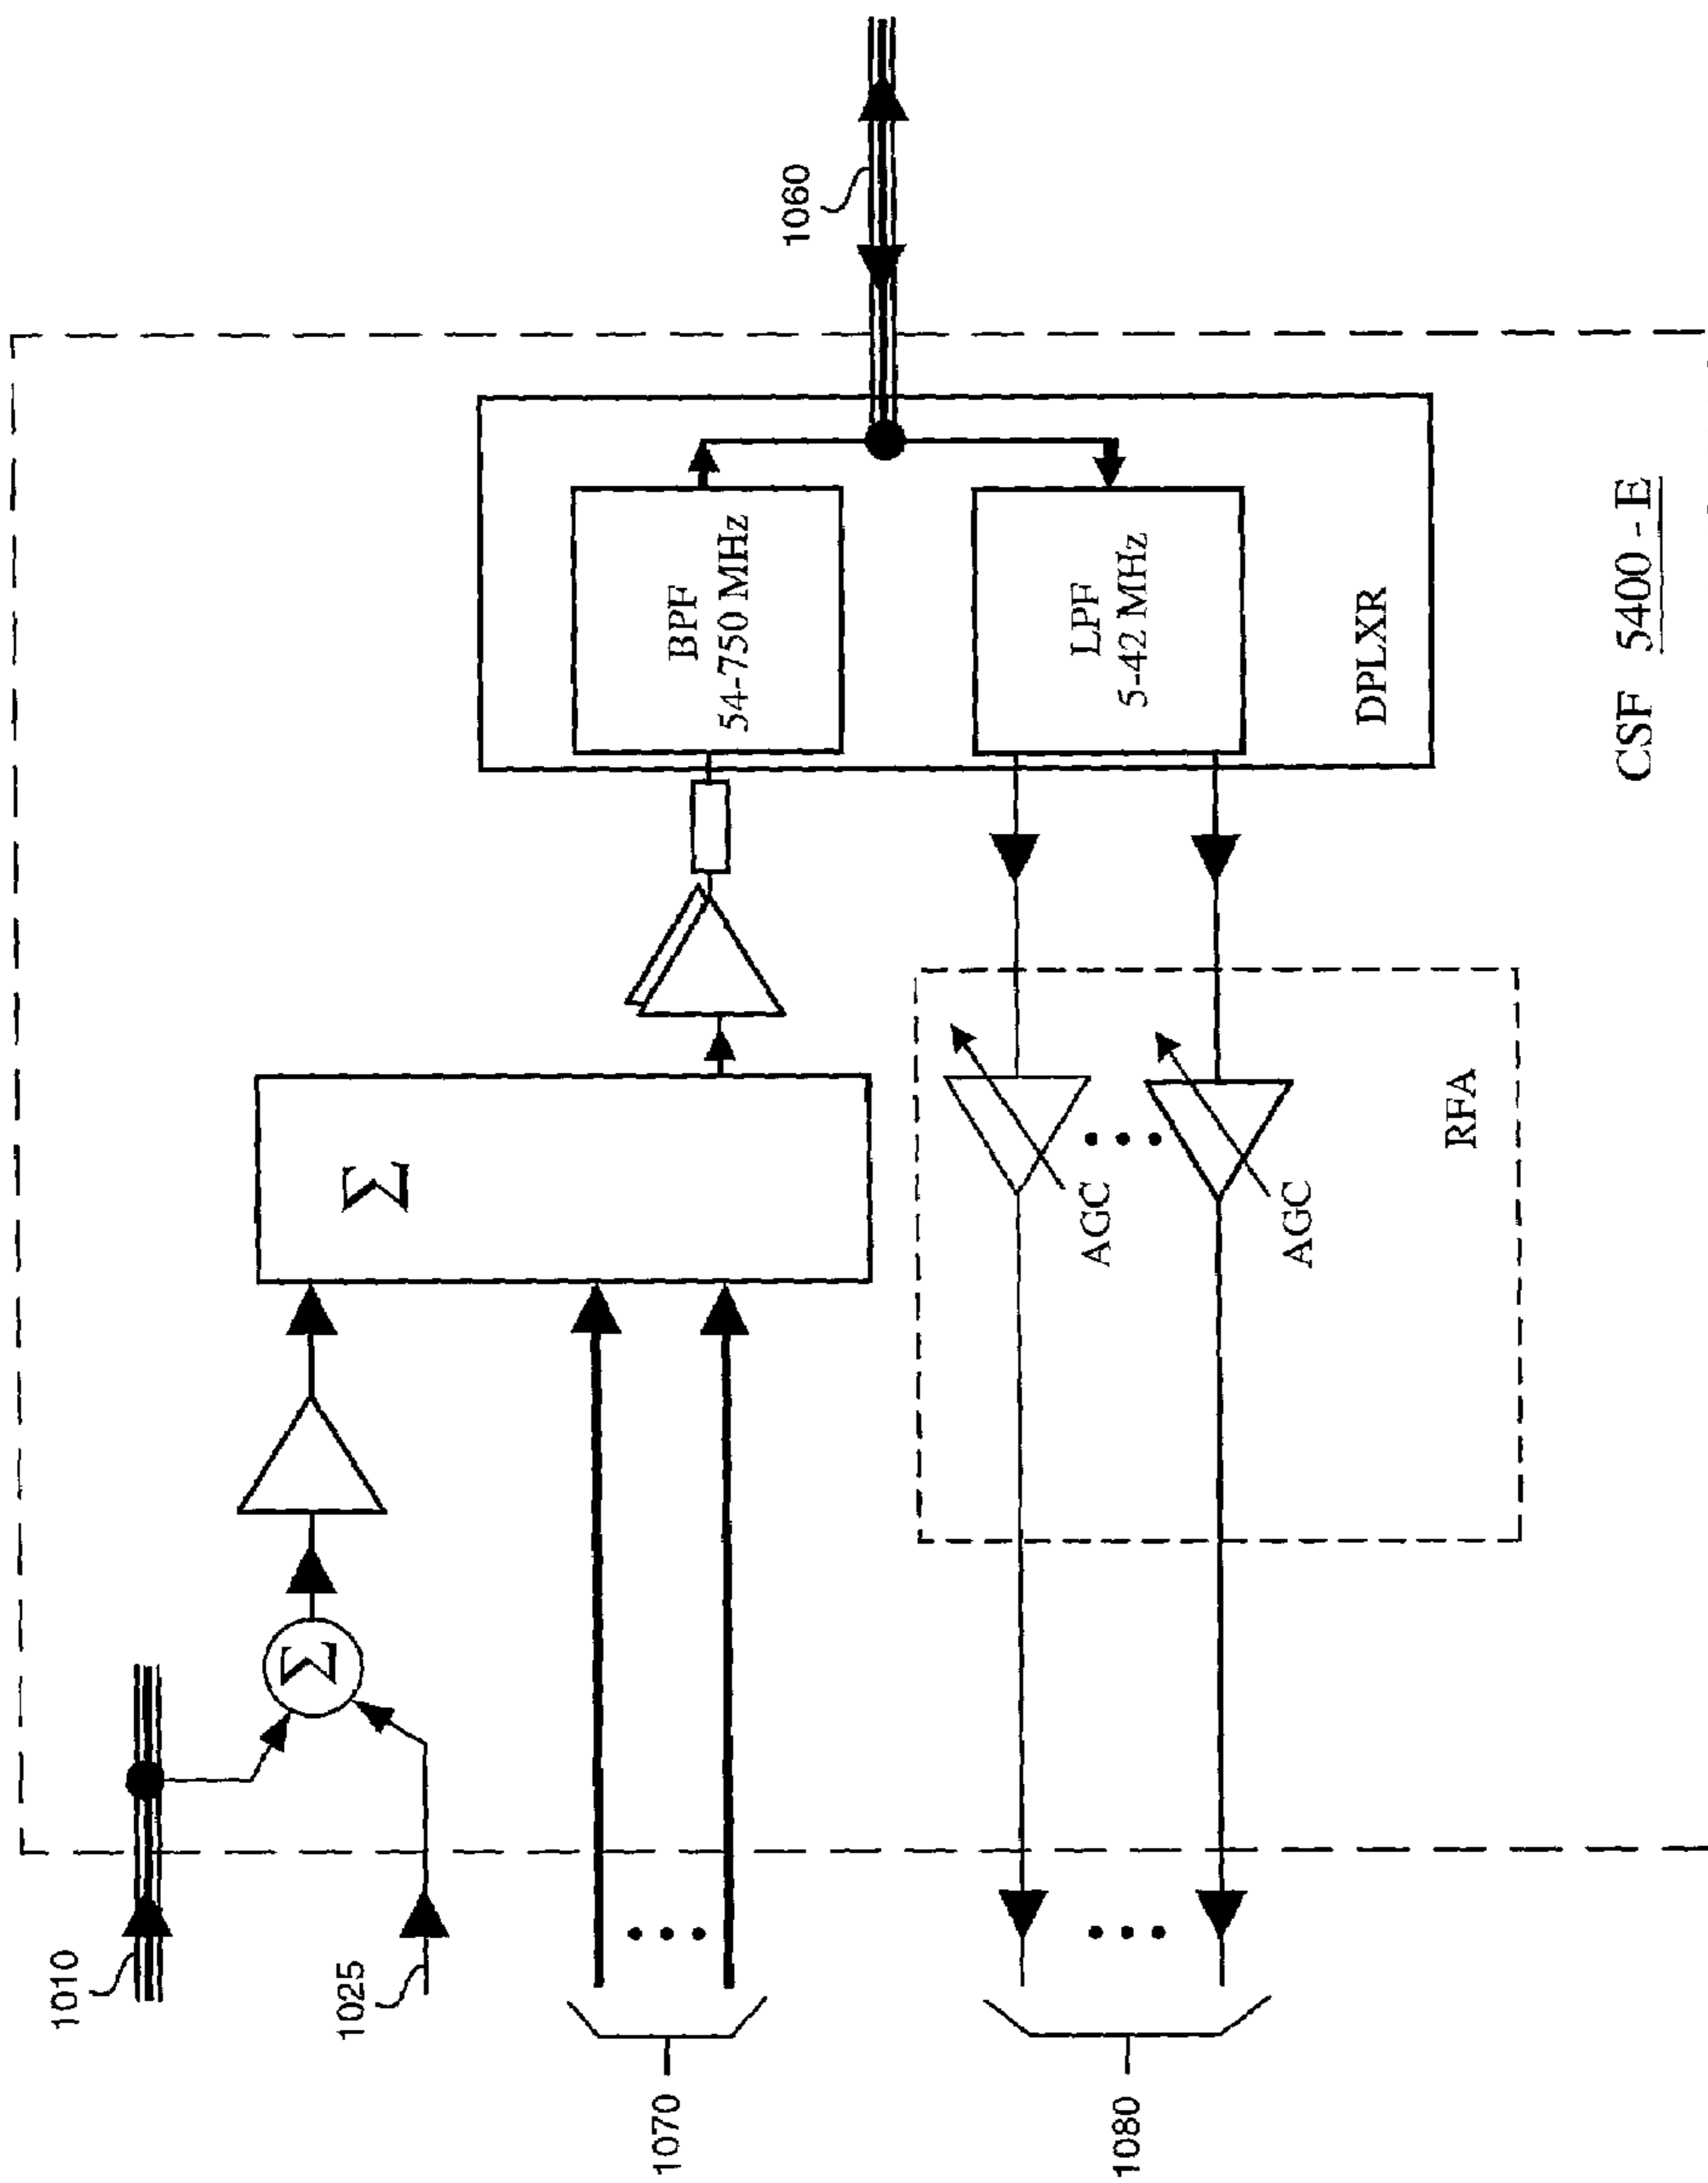 1010
1025
1070
1080
Σ
Σ
BPF
54-750 MHz
LPF
5-42 MHz
DPLXR
AGC
AGC
RFA
1060
CSF 5400 - E